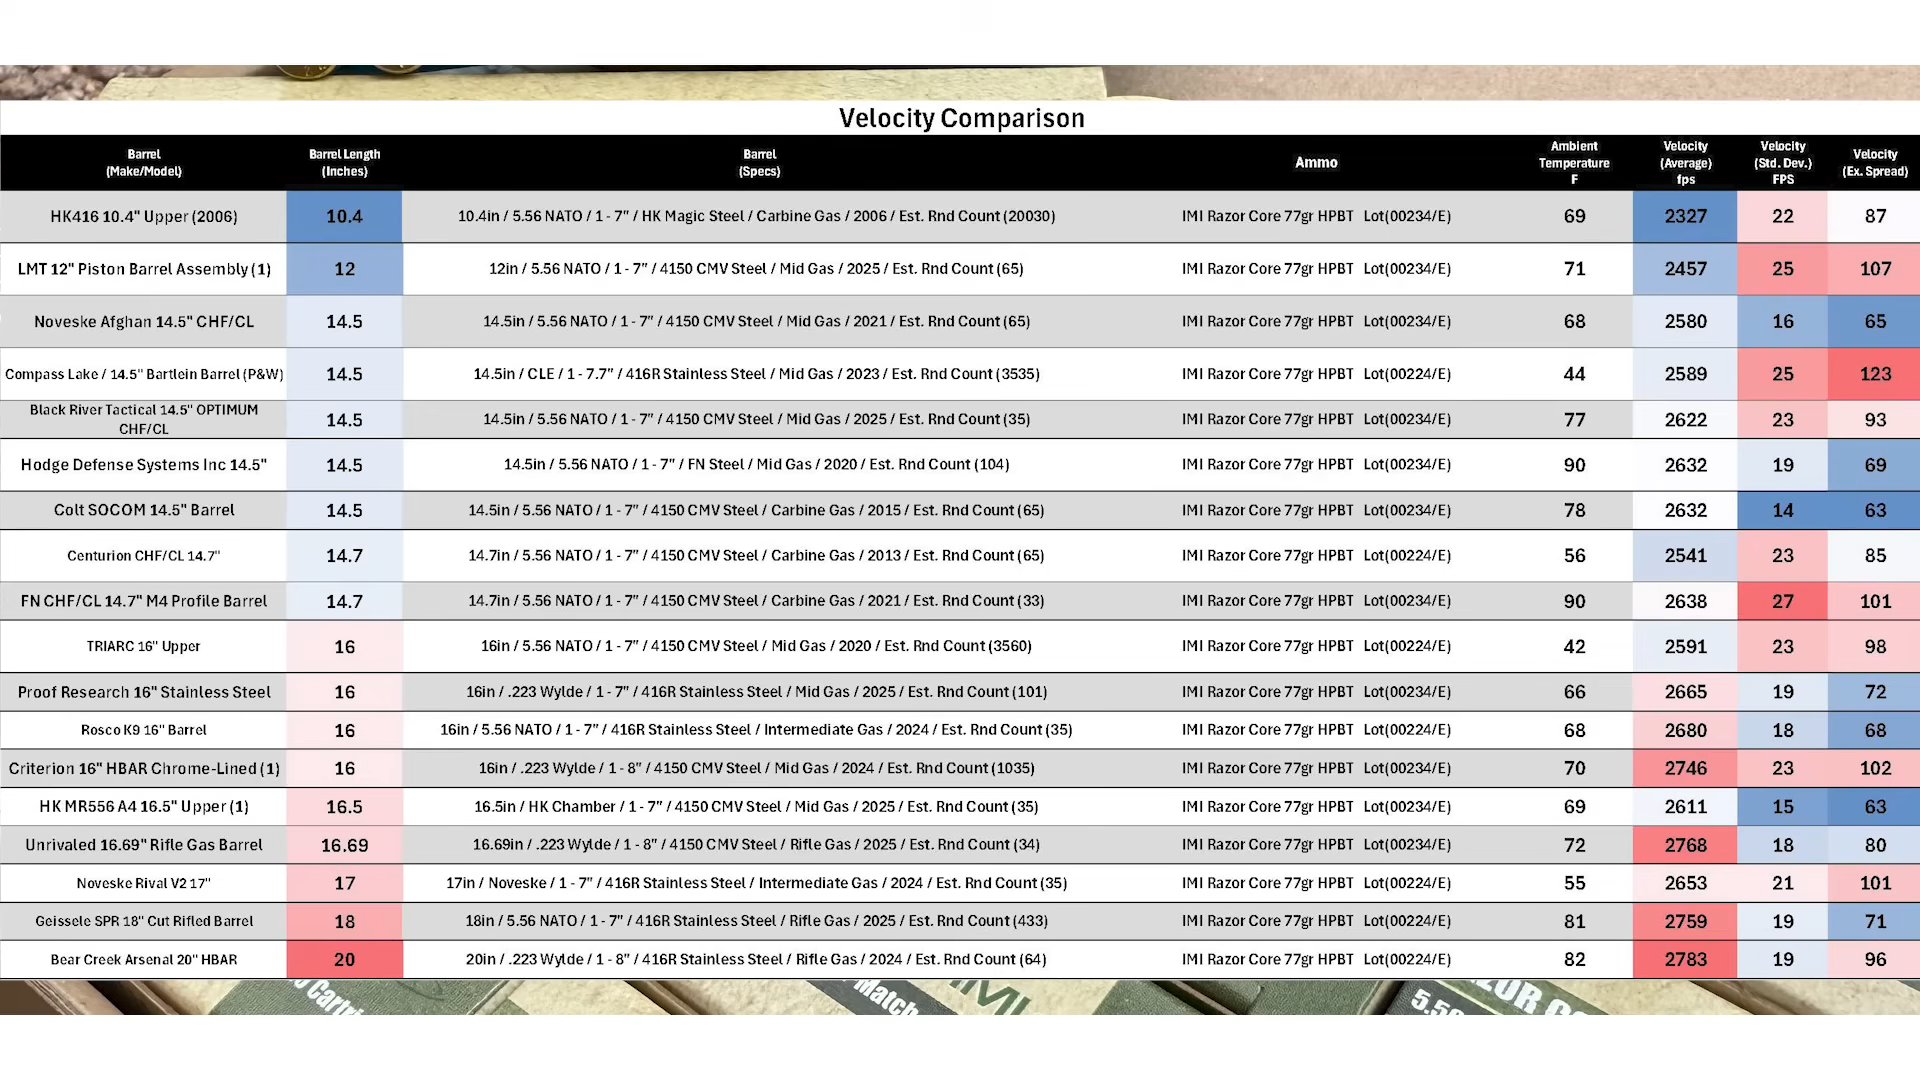 Velocity Comparison
Barrel (Make/Model) Barrel Length (Inches) Barrel (Specs) Ammo Ambient Temperature F Velocity (Average) fps Velocity (Std. Dev.) FPS Velocity (Ex. Spread)
HK416 10.4" Upper (2006) 10.4 10.4in / 5.56 NATO / 1 - 7" / HK Magic Steel / Carbine Gas / 2006 / Est. Rnd Count (20030) IMI Razor Core 77gr HPBT Lot(00234/E) 69 2327 22 87
LMT 12" Piston Barrel Assembly (1) 12 12in / 5.56 NATO / 1 - 7" / 4150 CMV Steel / Mid Gas / 2025 / Est. Rnd Count (65) IMI Razor Core 77gr HPBT Lot(00234/E) 71 2457 25 107
Noveske Afghan 14.5" CHF/CL 14.5 14.5in / 5.56 NATO / 1 - 7" / 4150 CMV Steel / Mid Gas / 2021 / Est. Rnd Count (65) IMI Razor Core 77gr HPBT Lot(00234/E) 68 2580 16 65
Compass Lake / 14.5" Bartlein Barrel (P&W) 14.5 14.5in / CLE / 1 - 7.7" / 416R Stainless Steel / Mid Gas / 2023 / Est. Rnd Count (3535) IMI Razor Core 77gr HPBT Lot(00224/E) 44 2589 25 123
Black River Tactical 14.5" OPTIMUM CHF/CL 14.5 14.5in / 5.56 NATO / 1 - 7" / 4150 CMV Steel / Mid Gas / 2025 / Est. Rnd Count (35) IMI Razor Core 77gr HPBT Lot(00234/E) 77 2622 23 93
Hodge Defense Systems Inc 14.5" 14.5 14.5in / 5.56 NATO / 1 - 7" / FN Steel / Mid Gas / 2020 / Est. Rnd Count (104) IMI Razor Core 77gr HPBT Lot(00234/E) 90 2632 19 69
Colt SOCOM 14.5" Barrel 14.5 14.5in / 5.56 NATO / 1 - 7" / 4150 CMV Steel / Carbine Gas / 2015 / Est. Rnd Count (65) IMI Razor Core 77gr HPBT Lot(00234/E) 78 2632 14 63
Centurion CHF/CL 14.7" 14.7 14.7in / 5.56 NATO / 1 - 7" / 4150 CMV Steel / Carbine Gas / 2013 / Est. Rnd Count (65) IMI Razor Core 77gr HPBT Lot(00224/E) 56 2541 23 85
FN CHF/CL 14.7" M4 Profile Barrel 14.7 14.7in / 5.56 NATO / 1 - 7" / 4150 CMV Steel / Carbine Gas / 2021 / Est. Rnd Count (33) IMI Razor Core 77gr HPBT Lot(00234/E) 90 2638 27 101
TRIARC 16" Upper 16 16in / 5.56 NATO / 1 - 7" / 4150 CMV Steel / Mid Gas / 2020 / Est. Rnd Count (3560) IMI Razor Core 77gr HPBT Lot(00224/E) 42 2591 23 98
Proof Research 16" Stainless Steel 16 16in / .223 Wylde / 1 - 7" / 416R Stainless Steel / Mid Gas / 2025 / Est. Rnd Count (101) IMI Razor Core 77gr HPBT Lot(00234/E) 66 2665 19 72
Rosco K9 16" Barrel 16 16in / 5.56 NATO / 1 - 7" / 416R Stainless Steel / Intermediate Gas / 2024 / Est. Rnd Count (35) IMI Razor Core 77gr HPBT Lot(00224/E) 68 2680 18 68
Criterion 16" HBAR Chrome-Lined (1) 16 16in / .223 Wylde / 1 - 8" / 4150 CMV Steel / Mid Gas / 2024 / Est. Rnd Count (1035) IMI Razor Core 77gr HPBT Lot(00234/E) 70 2746 23 102
HK MR556 A4 16.5" Upper (1) 16.5 16.5in / HK Chamber / 1 - 7" / 4150 CMV Steel / Mid Gas / 2025 / Est. Rnd Count (35) IMI Razor Core 77gr HPBT Lot(00234/E) 69 2611 15 63
Unrivaled 16.69" Rifle Gas Barrel 16.69 16.69in / .223 Wylde / 1 - 8" / 4150 CMV Steel / Rifle Gas / 2025 / Est. Rnd Count (34) IMI Razor Core 77gr HPBT Lot(00234/E) 72 2768 18 80
Noveske Rival V2 17" 17 17in / Noveske / 1 - 7" / 416R Stainless Steel / Intermediate Gas / 2024 / Est. Rnd Count (35) IMI Razor Core 77gr HPBT Lot(00224/E) 55 2653 21 101
Geissele SPR 18" Cut Rifled Barrel 18 18in / 5.56 NATO / 1 - 7" / 416R Stainless Steel / Rifle Gas / 2025 / Est. Rnd Count (433) IMI Razor Core 77gr HPBT Lot(00224/E) 81 2759 19 71
Bear Creek Arsenal 20" HBAR 20 20in / .223 Wylde / 1 - 8" / 416R Stainless Steel / Rifle Gas / 2024 / Est. Rnd Count (64) IMI Razor Core 77gr HPBT Lot(00224/E) 82 2783 19 96
Match
IMI